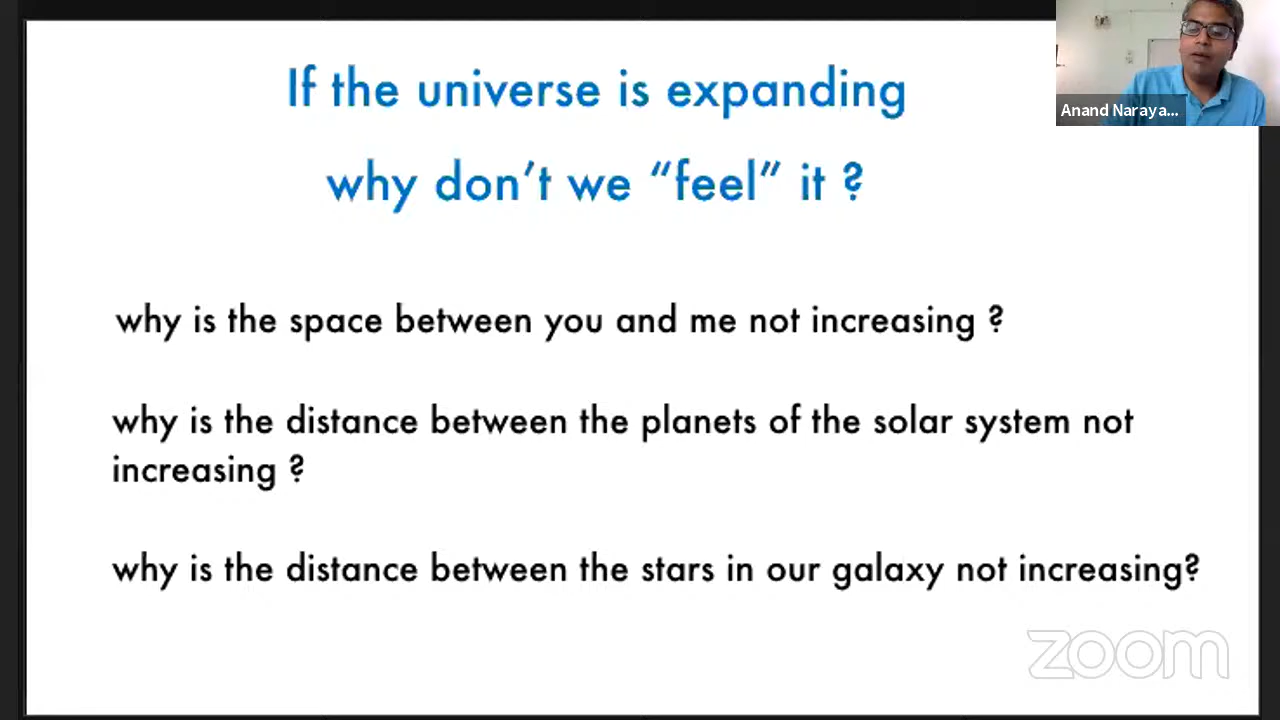 If the universe is expanding
why don’t we “feel” it ?
Anand Naraya...
why is the space between you and me not increasing ?
why is the distance between the planets of the solar system not
increasing ?
why is the distance between the stars in our galaxy not increasing?
zoom